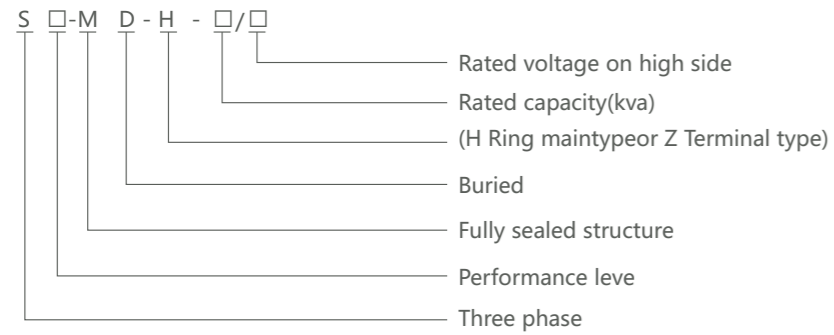 S □-M D - H - □/□
Rated voltage on high side
Rated capacity(kva)
(H Ring maintypeor Z Terminal type)
Buried
Fully sealed structure
Performance leve
Three phase